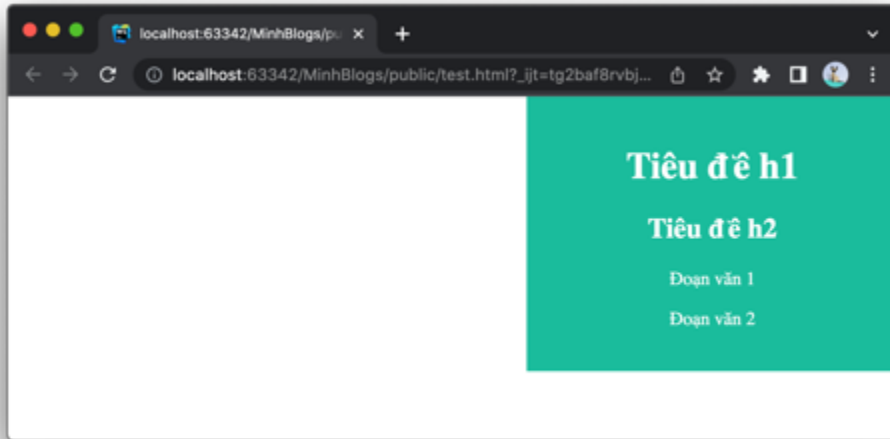 localhost:63342/MinhBlogs/pu
localhost:63342/MinhBlogs/public/test.html?_ijt=tg2baf8rvbj...
Tiêu đề h1
Tiêu đề h2
Đoạn văn 1
Đoạn văn 2